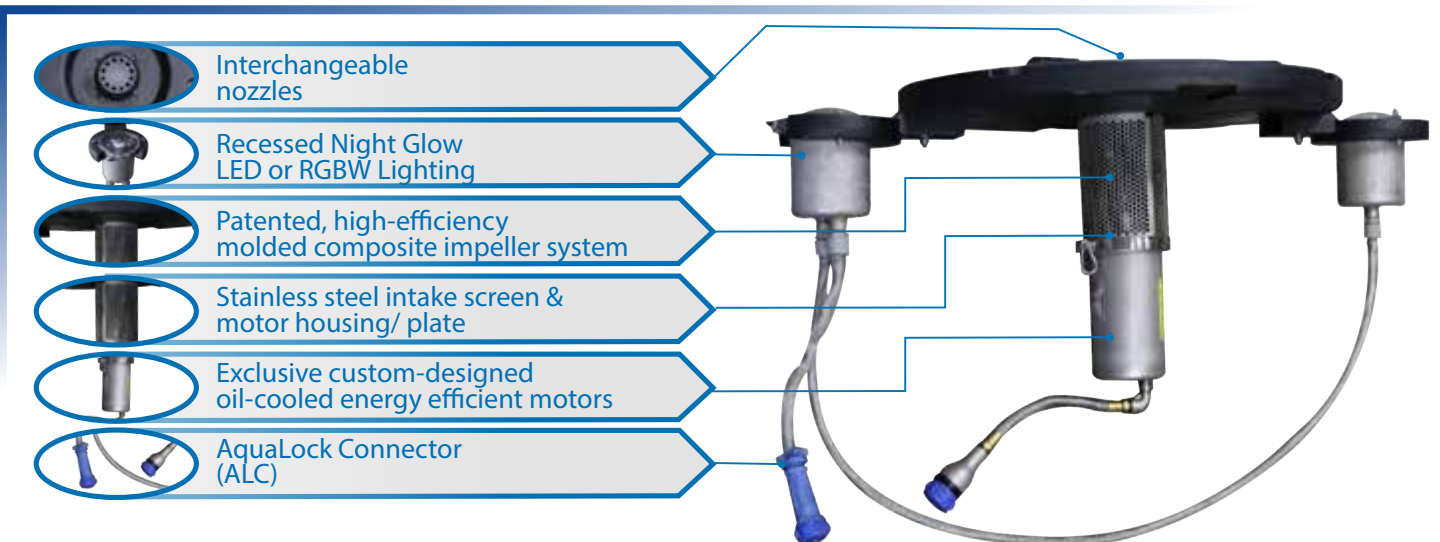 Interchangeable
nozzles
Recessed Night Glow
LED or RGBW Lighting
Patented, high-efficiency
molded composite impeller system
Stainless steel intake screen &
motor housing/ plate
Exclusive custom-designed
oil-cooled energy efficient motors
AquaLock Connector
(ALC)